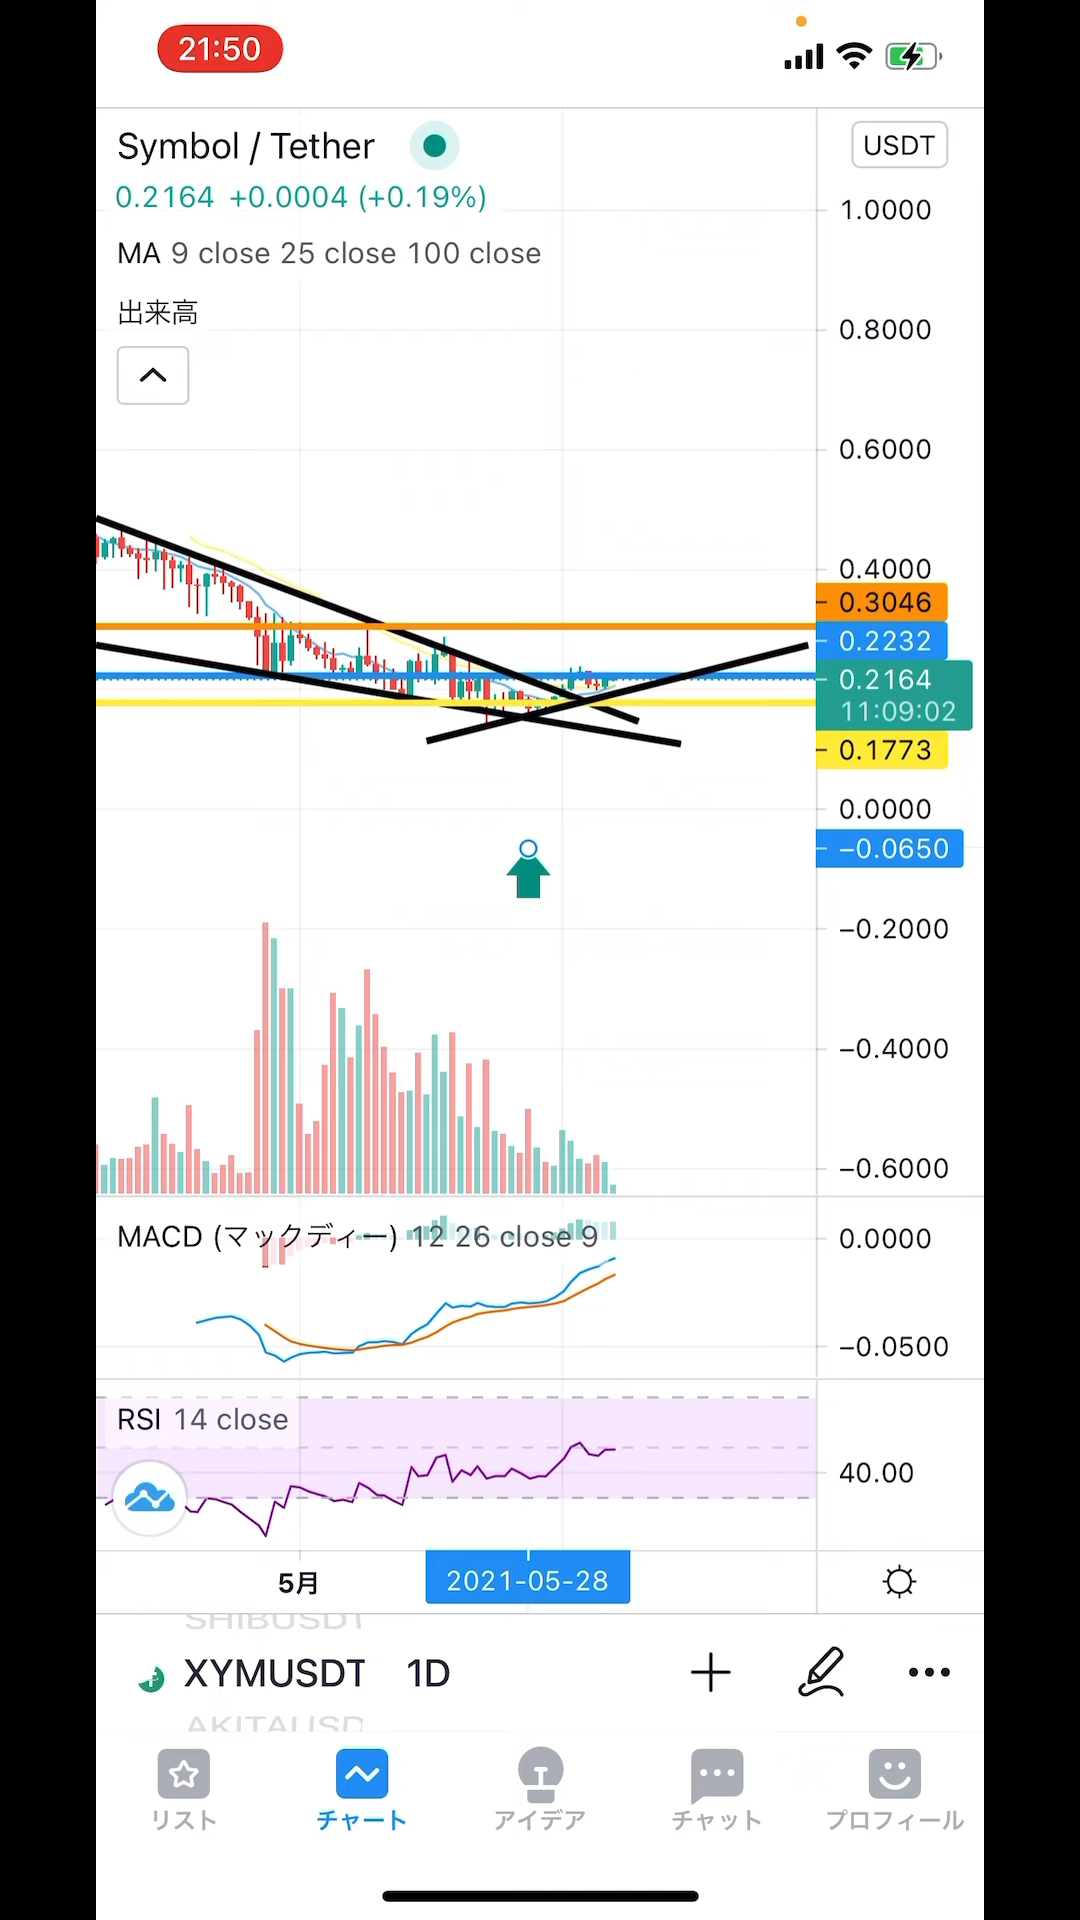 21:50
Symbol / Tether
USDT
0.2164 +0.0004 (+0.19%)
1.0000
MA 9 close 25 close 100 close
出来高
0.8000
0.6000
0.4000
0.3046
0.2232
0.2164
11:09:02
0.1773
0.0000
−0.0650
−0.2000
−0.4000
−0.6000
MACD (マックディー) 12 26 close 9
0.0000
−0.0500
RSI 14 close
40.00
5月
2021-05-28
SHIBUSDT
XYMUSDT 1D
AKITAUSD
リスト
チャート
アイデア
チャット
プロフィール